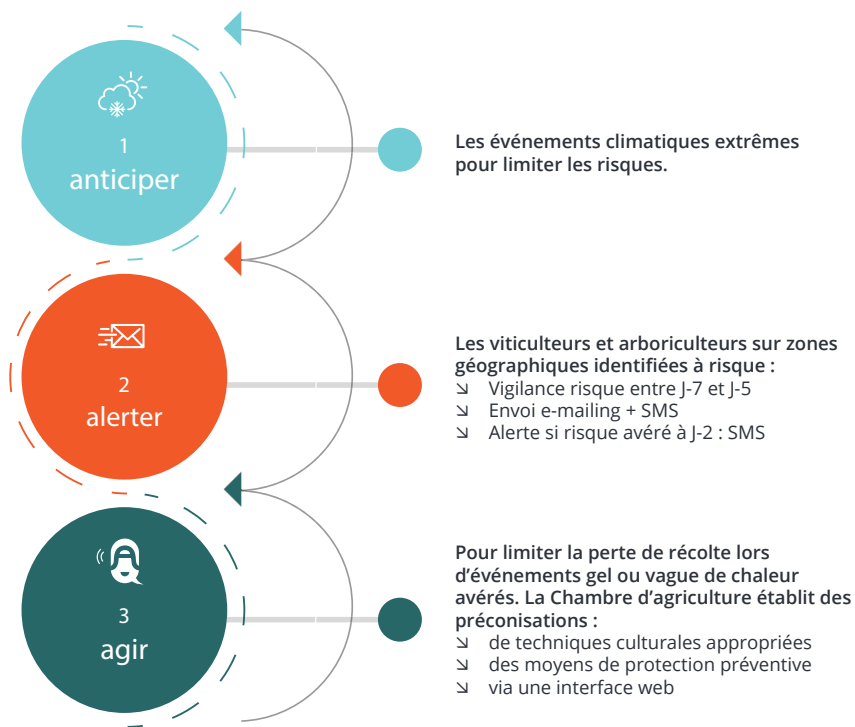 1
anticiper
Les événements climatiques extrêmes
pour limiter les risques.
2
alerter
Les viticulteurs et arboriculteurs sur zones
géographiques identifiées à risque :
↘ Vigilance risque entre J-7 et J-5
↘ Envoi e-mailing + SMS
↘ Alerte si risque avéré à J-2 : SMS
3
agir
Pour limiter la perte de récolte lors
d’événements gel ou vague de chaleur
avérés. La Chambre d’agriculture établit des
préconisations :
↘ de techniques culturales appropriées
↘ des moyens de protection préventive
↘ via une interface web